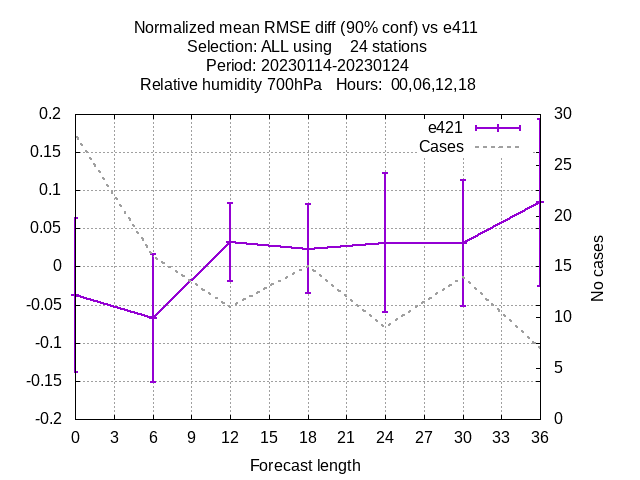 Normalized mean RMSE diff (90% conf) vs e411
Selection: ALL using    24 stations
Period: 20230114-20230124
Relative humidity 700hPa   Hours:  00,06,12,18
0.2
0.15
0.1
0.05
0
-0.05
-0.1
-0.15
-0.2
e421
Cases
30
25
20
15
10
5
0
No cases
0 3 6 9 12 15 18 21 24 27 30 33 36
Forecast length